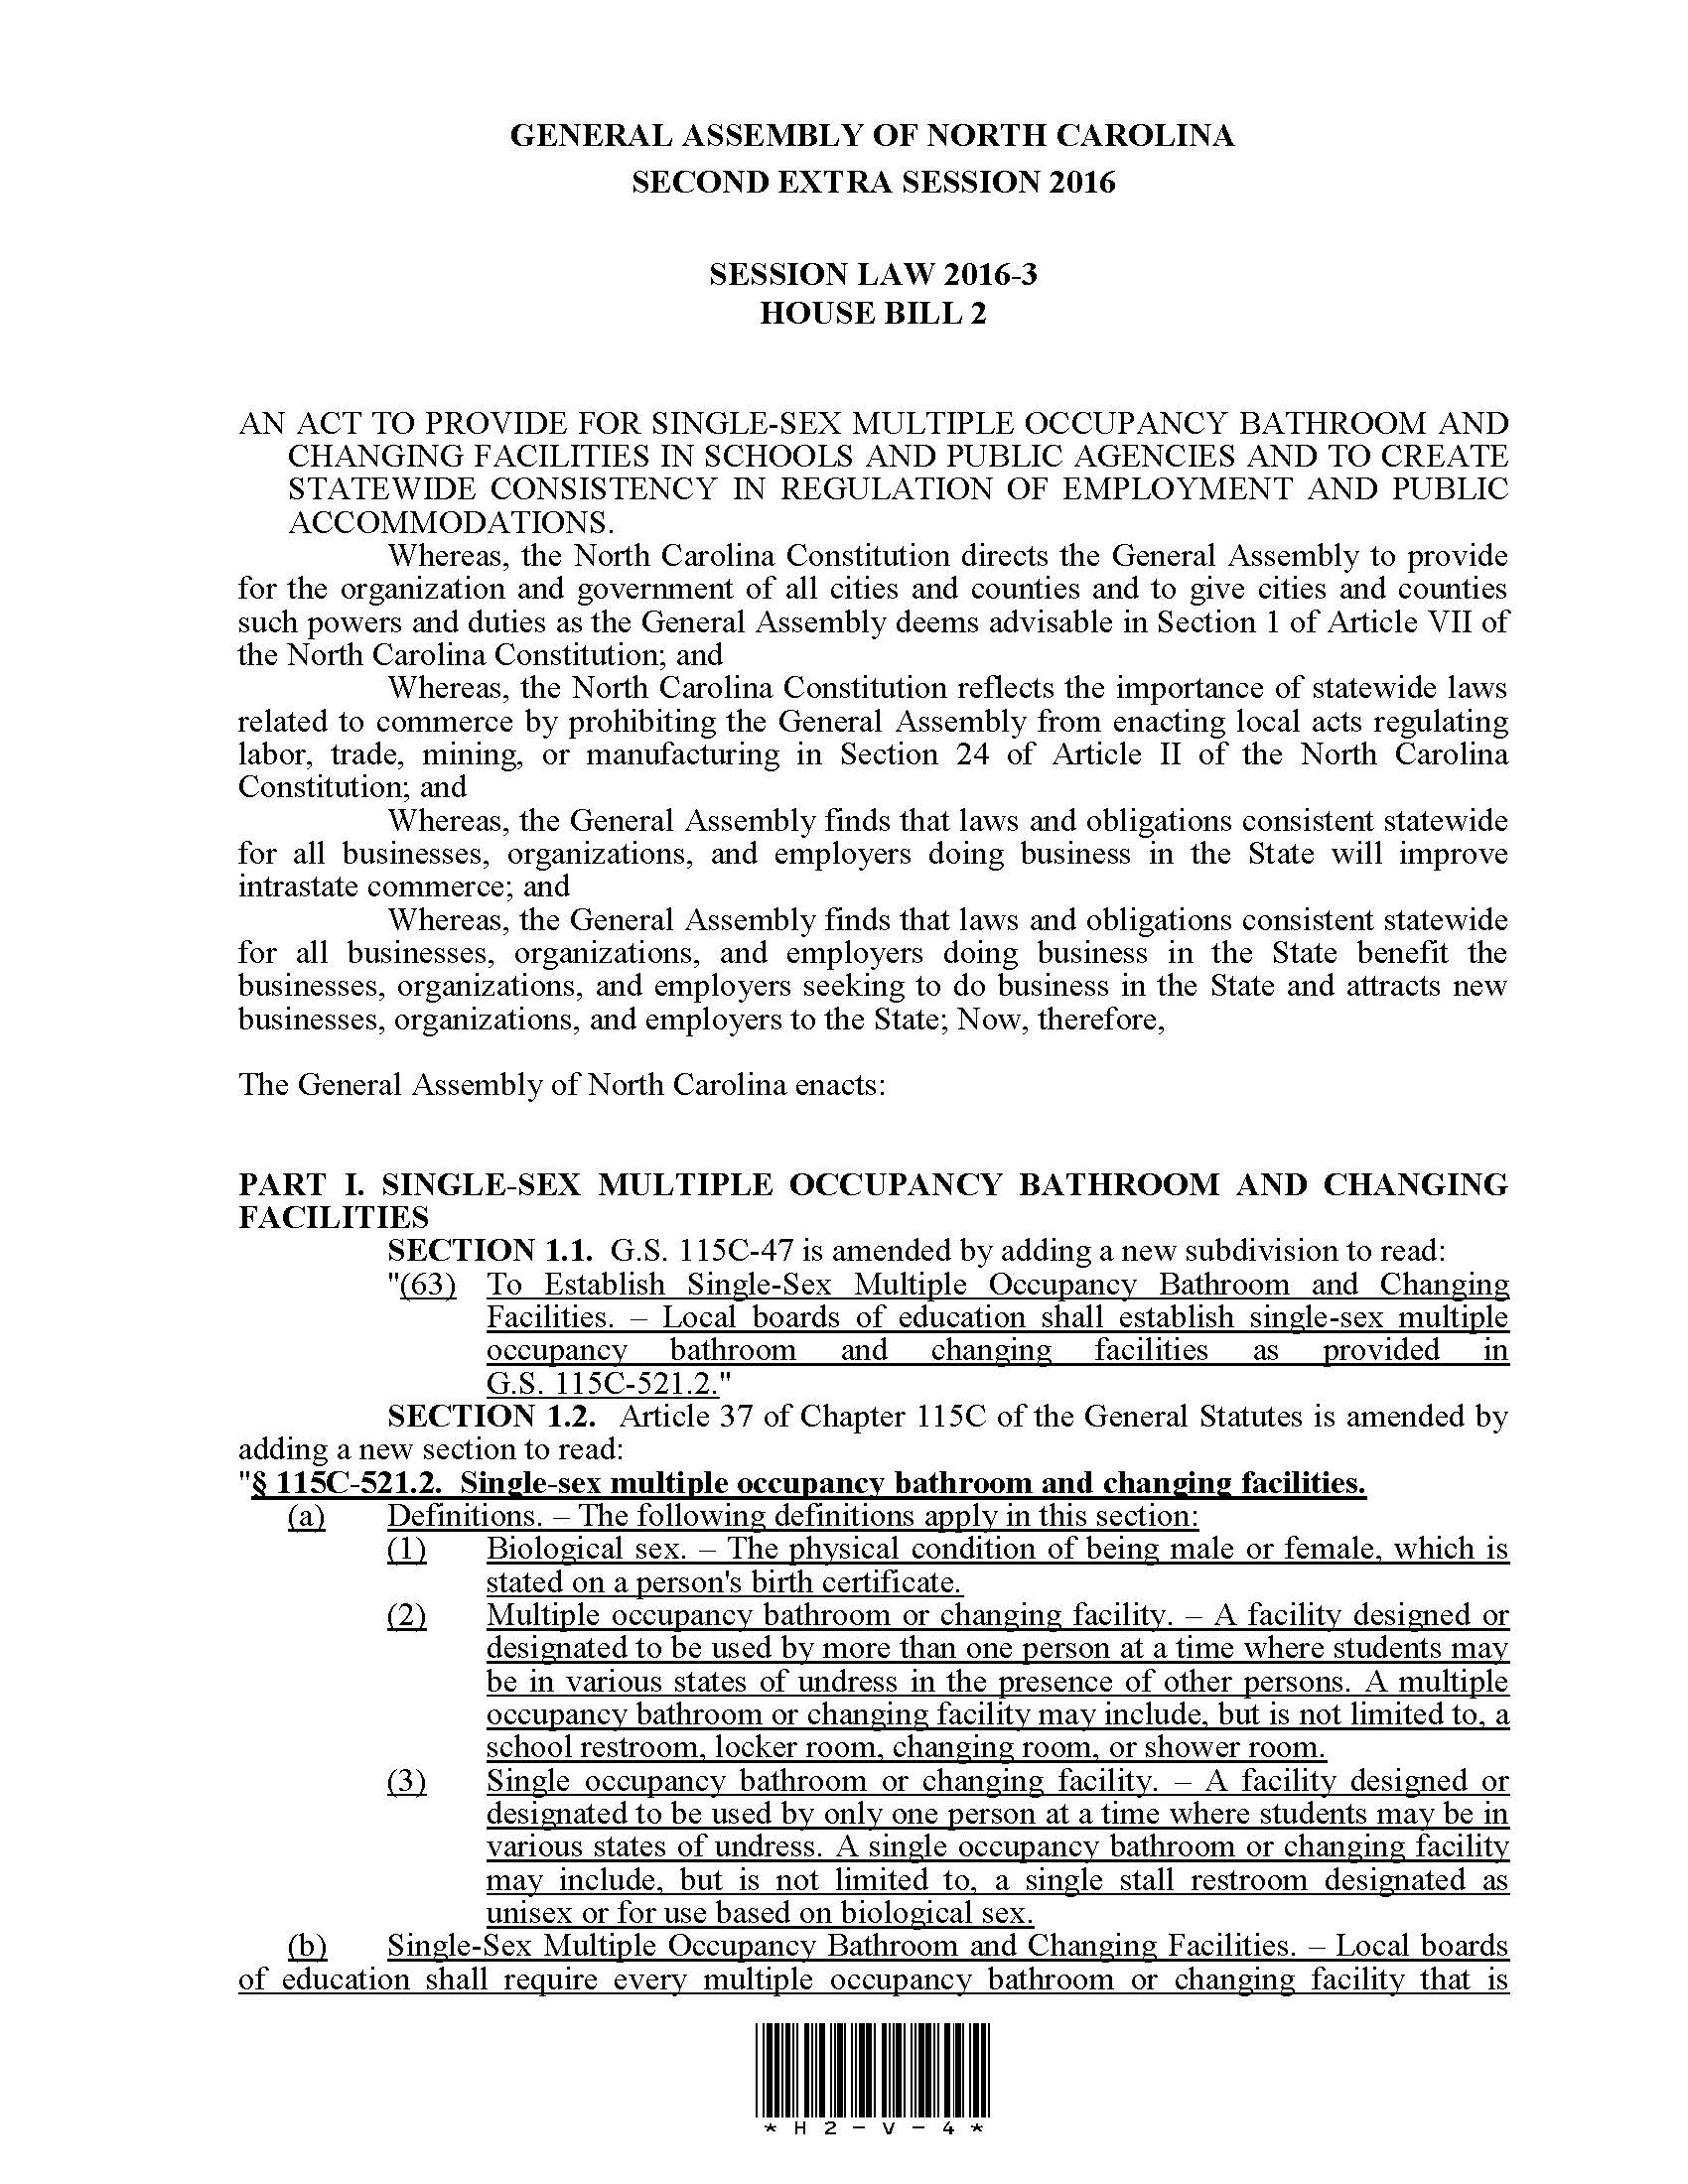 GENERAL ASSEMBLY OF NORTH CAROLINA
SECOND EXTRA SESSION 2016
SESSION LAW 2016-3
HOUSE BILL 2
AN ACT TO PROVIDE FOR SINGLE-SEX MULTIPLE OCCUPANCY BATHROOM AND
CHANGING FACILITIES IN SCHOOLS AND PUBLIC AGENCIES AND TO CREATE
STATEWIDE CONSISTENCY IN REGULATION OF EMPLOYMENT AND PUBLIC
ACCOMMODATIONS.
Whereas, the North Carolina Constitution directs the General Assembly to provide
for the organization and government of all cities and counties and to give cities and counties
such powers and duties as the General Assembly deems advisable in Section 1 of Article VII of
the North Carolina Constitution; and
Whereas, the North Carolina Constitution reflects the importance of statewide laws
related to commerce by prohibiting the General Assembly from enacting local acts regulating
labor, trade, mining, or manufacturing in Section 24 of Article II of the North Carolina
Constitution; and
Whereas, the General Assembly finds that laws and obligations consistent statewide
for all businesses, organizations, and employers doing business in the State will improve
intrastate commerce; and
Whereas, the General Assembly finds that laws and obligations consistent statewide
for all businesses, organizations, and employers doing business in the State benefit the
businesses, organizations, and employers seeking to do business in the State and attracts new
businesses, organizations, and employers to the State; Now, therefore,
The General Assembly of North Carolina enacts:
PART I. SINGLE-SEX MULTIPLE OCCUPANCY BATHROOM AND CHANGING
FACILITIES
SECTION 1.1. G.S. 115C-47 is amended by adding a new subdivision to read:
"(63) To Establish Single-Sex Multiple Occupancy Bathroom and Changing
Facilities. – Local boards of education shall establish single-sex multiple
occupancy bathroom and changing facilities as provided in
G.S. 115C-521.2."
SECTION 1.2. Article 37 of Chapter 115C of the General Statutes is amended by
adding a new section to read:
"§ 115C-521.2. Single-sex multiple occupancy bathroom and changing facilities.
(a) Definitions. – The following definitions apply in this section:
(1) Biological sex. – The physical condition of being male or female, which is
stated on a person's birth certificate.
(2) Multiple occupancy bathroom or changing facility. – A facility designed or
designated to be used by more than one person at a time where students may
be in various states of undress in the presence of other persons. A multiple
occupancy bathroom or changing facility may include, but is not limited to, a
school restroom, locker room, changing room, or shower room.
(3) Single occupancy bathroom or changing facility. – A facility designed or
designated to be used by only one person at a time where students may be in
various states of undress. A single occupancy bathroom or changing facility
may include, but is not limited to, a single stall restroom designated as
unisex or for use based on biological sex.
(b) Single-Sex Multiple Occupancy Bathroom and Changing Facilities. – Local boards
of education shall require every multiple occupancy bathroom or changing facility that is
* H 2 - V - 4 *